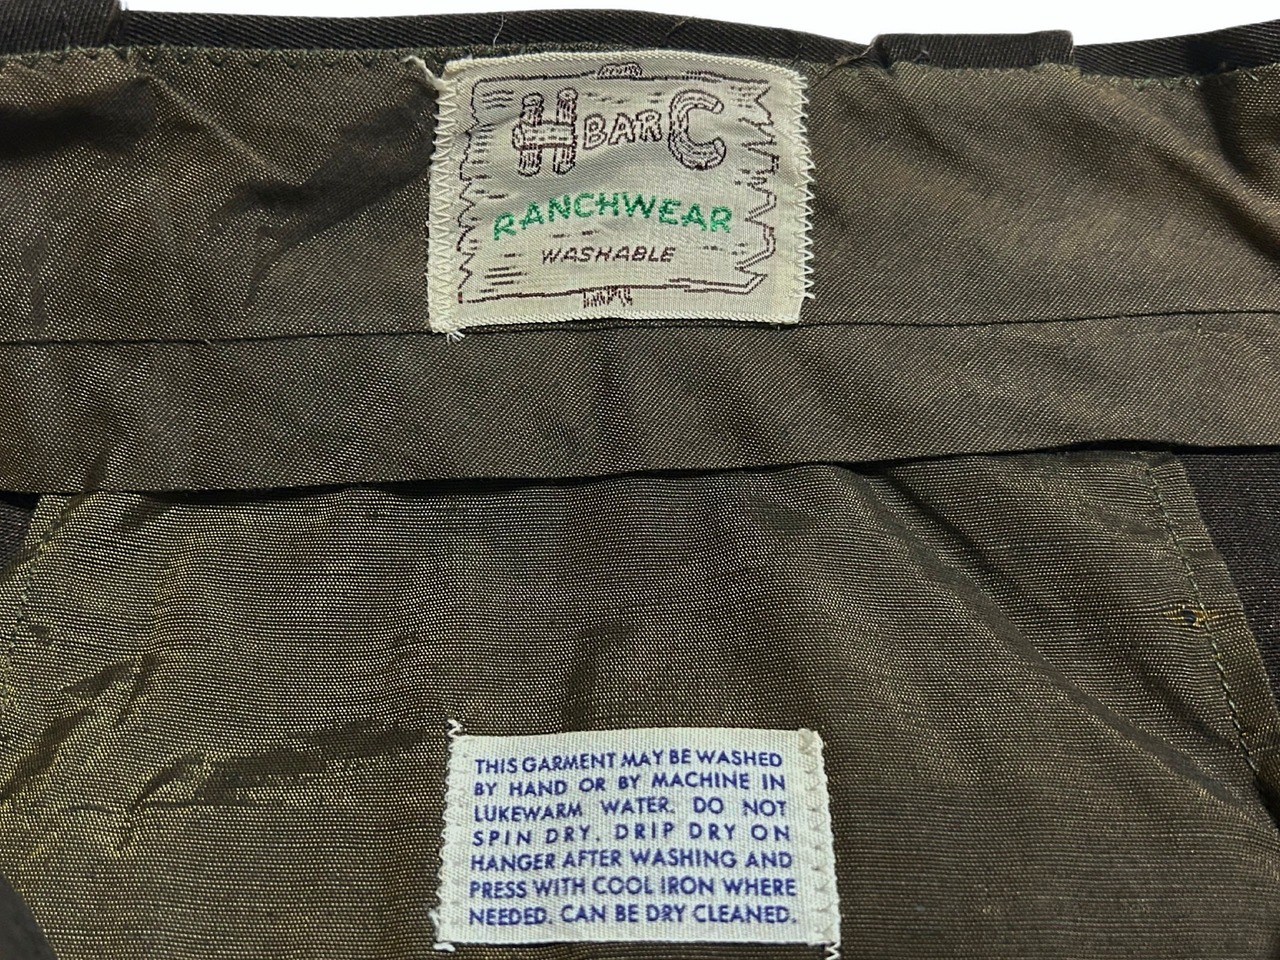 H BAR C
RANCHWEAR
WASHABLE
THIS GARMENT MAY BE WASHED
BY HAND OR BY MACHINE IN
LUKEWARM WATER. DO NOT
SPIN DRY. DRIP DRY ON
HANGER AFTER WASHING AND
PRESS WITH COOL IRON WHERE
NEEDED. CAN BE DRY CLEANED.